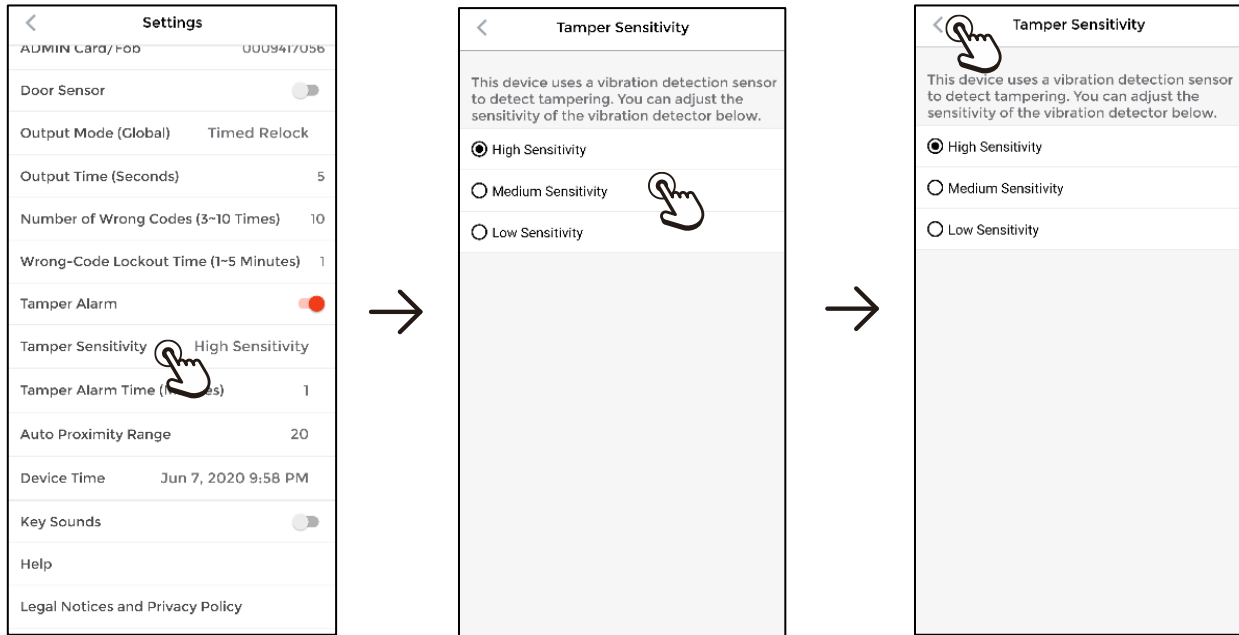 Settings
ADMIN Card/Fob 0009417056
Door Sensor
Output Mode (Global) Timed Relock
Output Time (Seconds) 5
Number of Wrong Codes (3~10 Times) 10
Wrong-Code Lockout Time (1~5 Minutes) 1
Tamper Alarm
Tamper Sensitivity High Sensitivity
Tamper Alarm Time ( es) 1
Auto Proximity Range 20
Device Time Jun 7, 2020 9:58 PM
Key Sounds
Help
Legal Notices and Privacy Policy
Tamper Sensitivity
This device uses a vibration detection sensor
to detect tampering. You can adjust the
sensitivity of the vibration detector below.
High Sensitivity
Medium Sensitivity
Low Sensitivity
Tamper Sensitivity
This device uses a vibration detection sensor
to detect tampering. You can adjust the
sensitivity of the vibration detector below.
High Sensitivity
Medium Sensitivity
Low Sensitivity